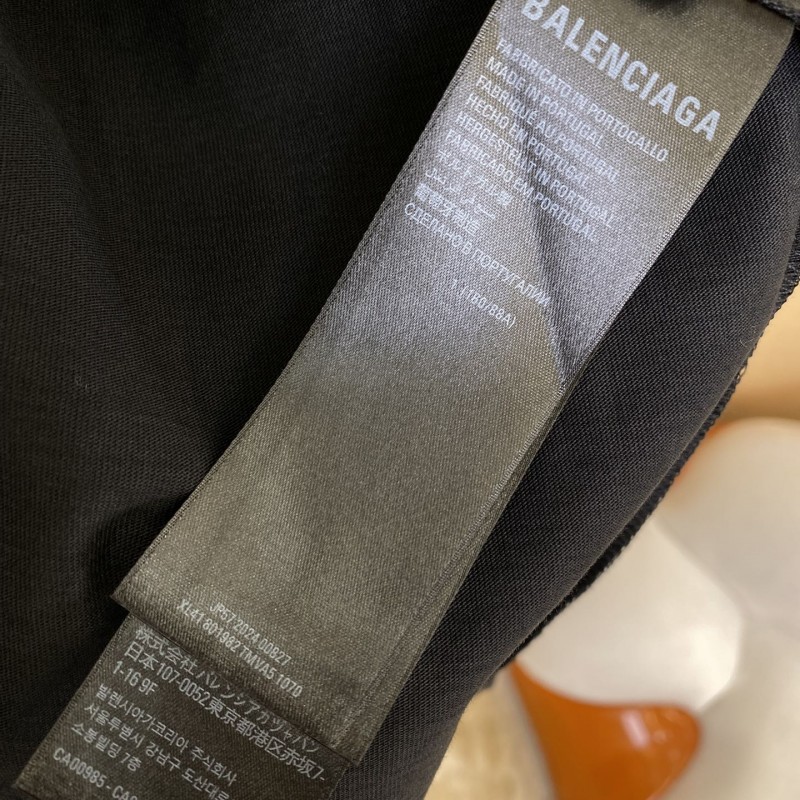 BALENCIAGA
FABBRICATO IN PORTOGALLO
MADE IN PORTUGAL
FABRIQUÉ AU PORTUGAL
HECHO EN PORTUGAL
HERGESTELLT IN PORTUGAL
FABRICADO EM PORTUGAL
ポルトガル製
葡萄牙制造
СДЕЛАНО В ПОРТУГАЛИИ
1 (180/88A)
JP57 2024.00827
XL41 801982 TMVA5 1070
株式会社バレンシアガジャパン
日本 107-0052東京都港区赤坂7-
1-16 9F
발렌시아가코리아 주식회사
서울특별시 강남구 도산대로
소봉빌딩 7층
CA00985 -